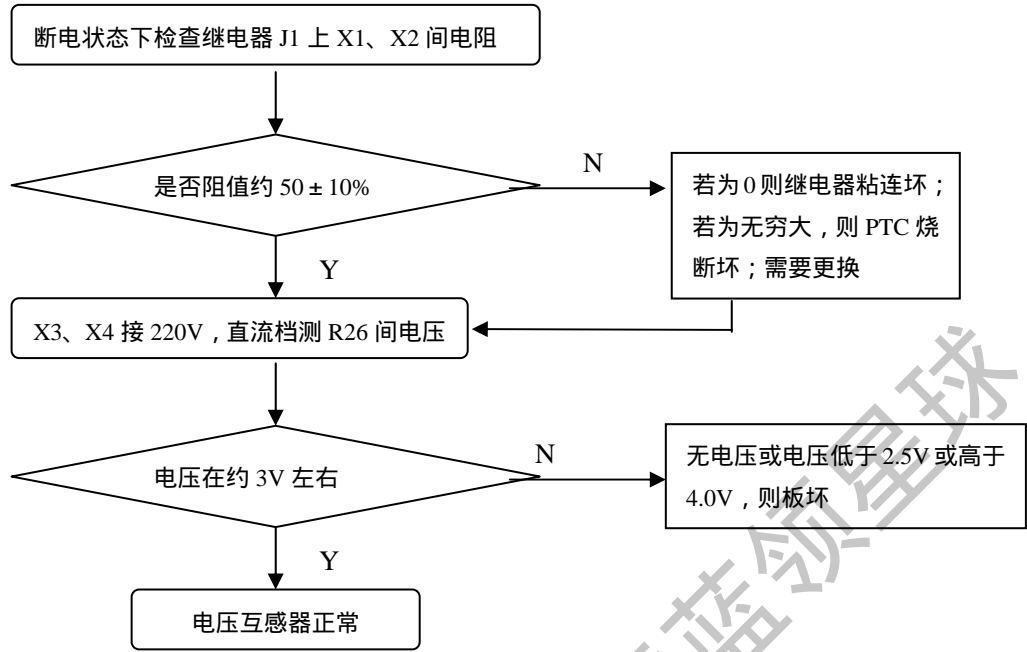 断电状态下检查继电器 J1 上 X1、X2 间电阻
是否阻值约 50 ± 10%
N
若为 0 则继电器粘连坏；
若为无穷大，则 PTC 烧
断坏；需要更换
Y
X3、X4 接 220V，直流档测 R26 间电压
电压在约 3V 左右
N
无电压或电压低于 2.5V 或高于
4.0V，则板坏
Y
电压互感器正常
蓝领星球